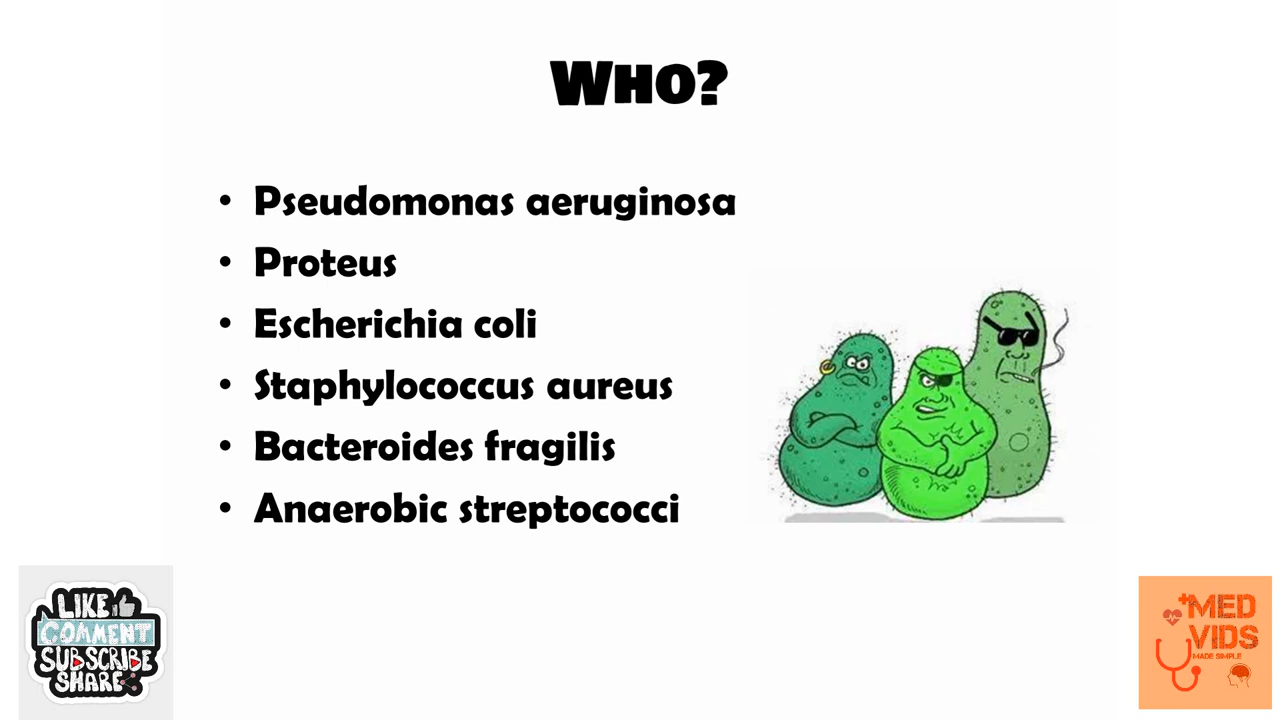 WHO?
• Pseudomonas aeruginosa
• Proteus
• Escherichia coli
• Staphylococcus aureus
• Bacteroides fragilis
• Anaerobic streptococci
LIKE
COMMENT
SUBSCRIBE
SHARE
MED
VIDS
MADE SIMPLE